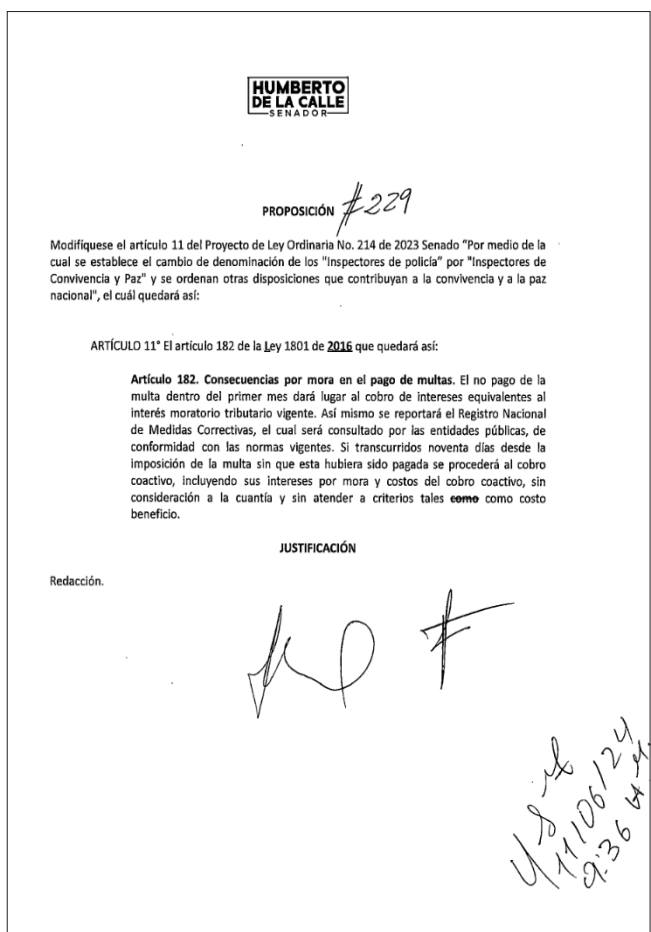 HUMBERTO
DE LA CALLE
SENADOR
PROPOSICIÓN #229
Modifíquese el artículo 11 del Proyecto de Ley Ordinaria No. 214 de 2023 Senado "Por medio de la
cual se establece el cambio de denominación de los "Inspectores de policía" por "Inspectores de
Convivencia y Paz" y se ordenan otras disposiciones que contribuyan a la convivencia y a la paz
nacional", el cuál quedará así:
ARTÍCULO 11° El artículo 182 de la Ley 1801 de 2016 que quedará así:
Artículo 182. Consecuencias por mora en el pago de multas. El no pago de la
multa dentro del primer mes dará lugar al cobro de intereses equivalentes al
interés moratorio tributario vigente. Así mismo se reportará el Registro Nacional
de Medidas Correctivas, el cual será consultado por las entidades públicas, de
conformidad con las normas vigentes. Si transcurridos noventa días desde la
imposición de la multa sin que esta hubiera sido pagada se procederá al cobro
coactivo, incluyendo sus intereses por mora y costos del cobro coactivo, sin
consideración a la cuantía y sin atender a criterios tales como como costo
beneficio.
JUSTIFICACIÓN
Redacción.
11/06/24
9:36